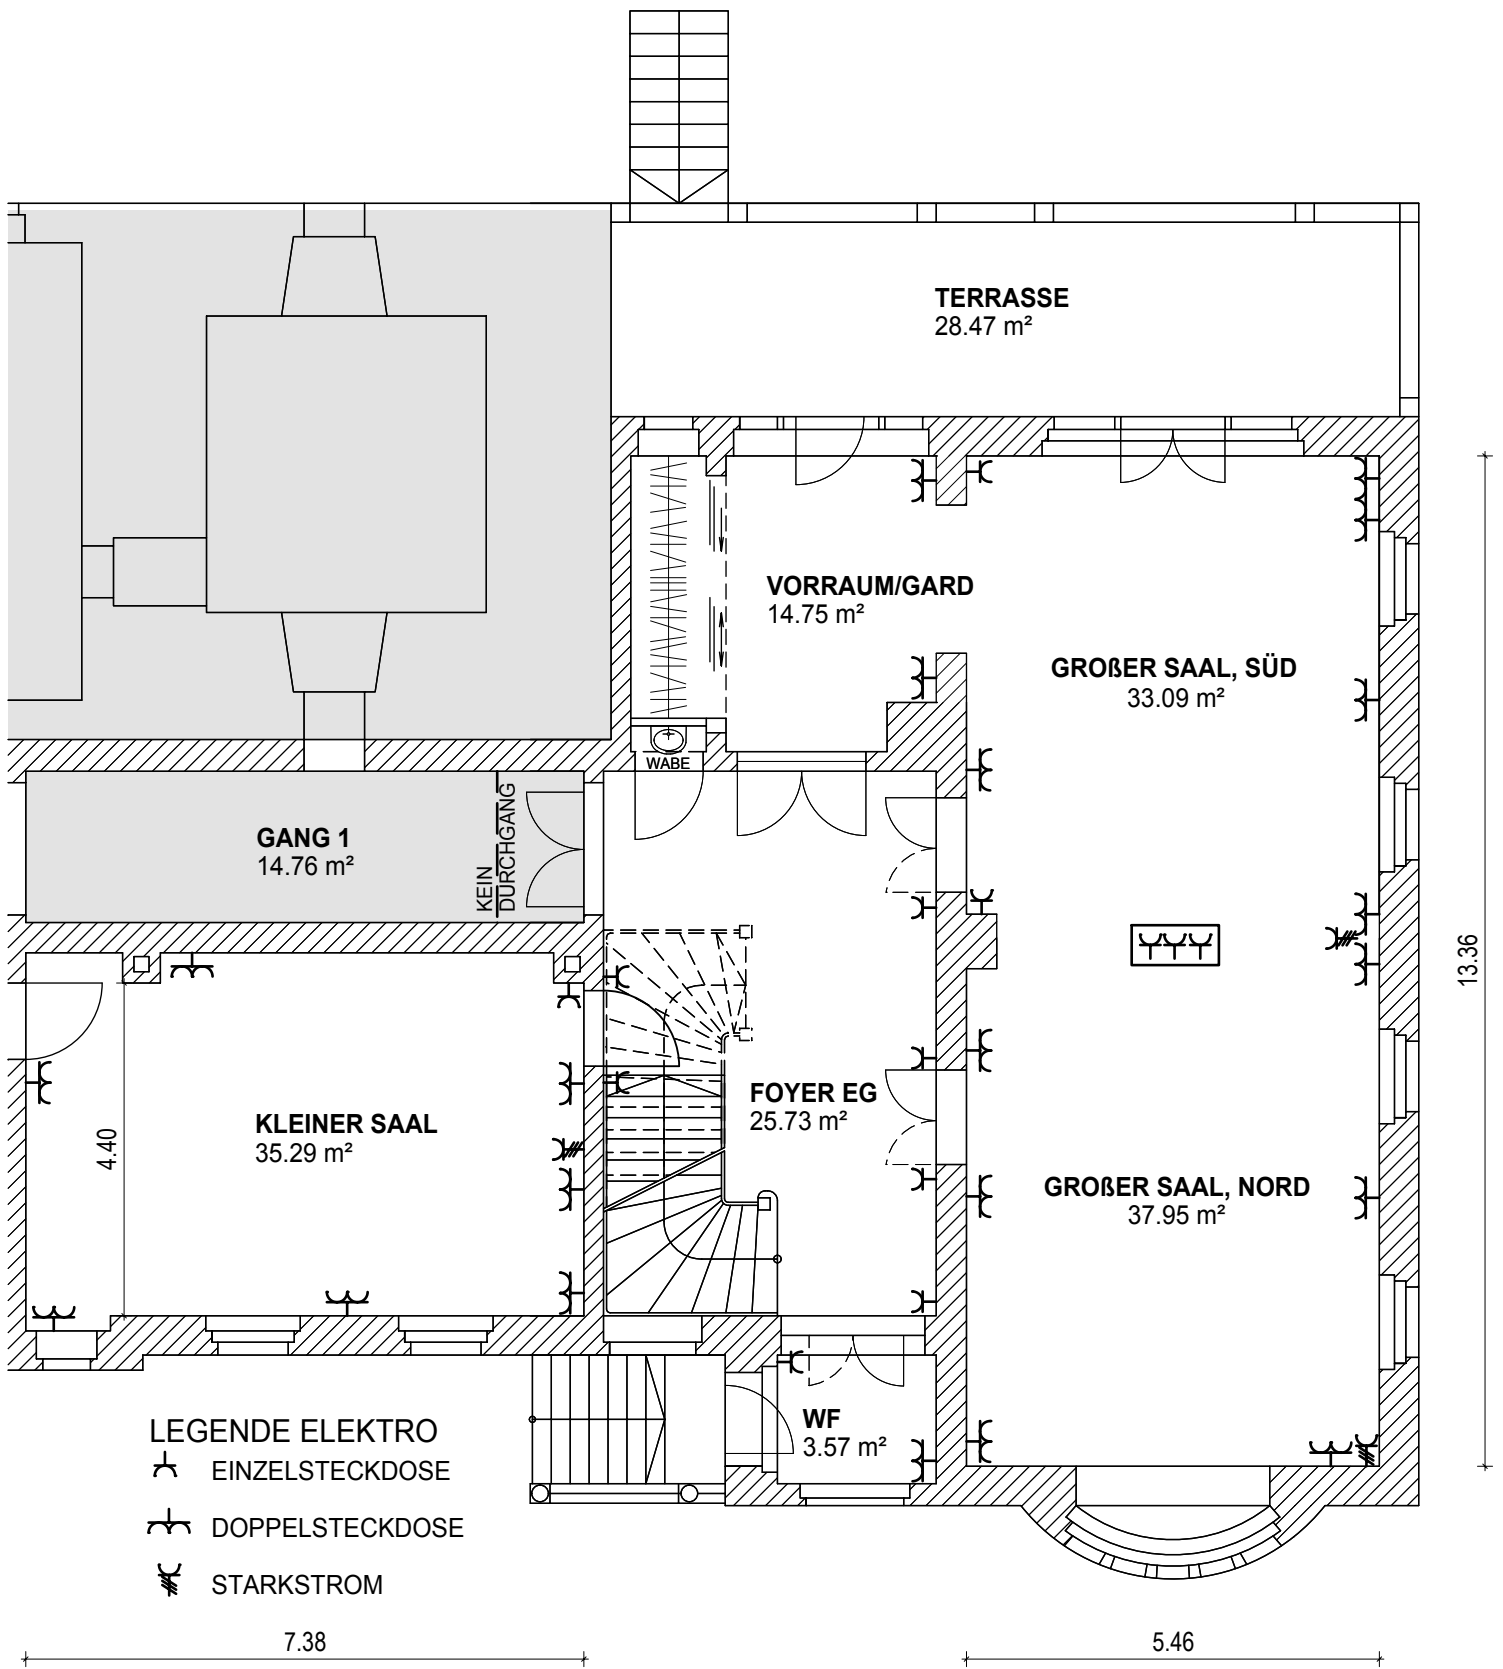 TERRASSE
28.47 m²
VORRAUM/GARD
14.75 m²
GROßER SAAL, SÜD
33.09 m²
WABE
GANG 1
14.76 m²
KEIN
DURCHGANG
13.36
KLEINER SAAL
35.29 m²
4.40
FOYER EG
25.73 m²
GROßER SAAL, NORD
37.95 m²
WF
3.57 m²
LEGENDE ELEKTRO
EINZELSTECKDOSE
DOPPELSTECKDOSE
STARKSTROM
7.38
5.46